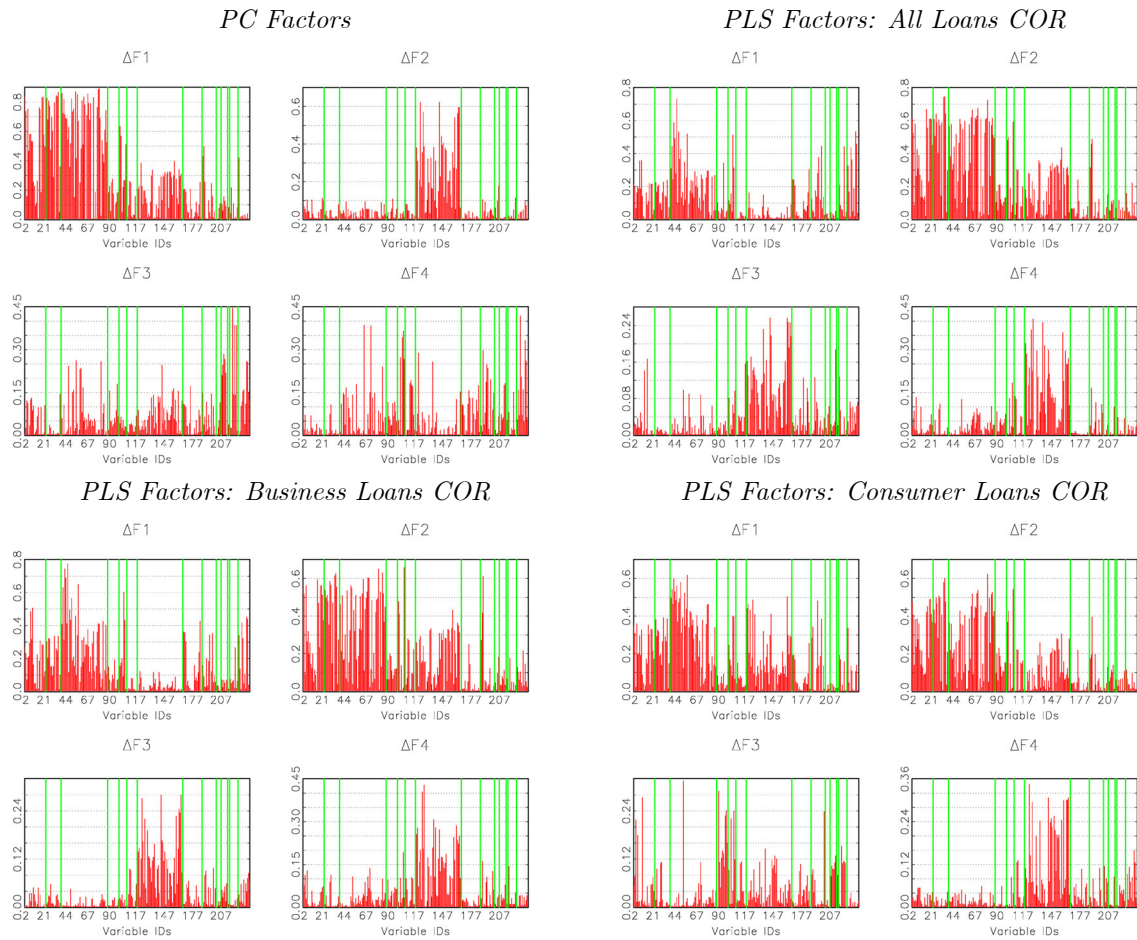 PC Factors
PLS Factors: All Loans COR
ΔF1
ΔF2
ΔF1
ΔF2
0.0 0.1 0.2 0.3 0.4 0.5 0.6 0.7 0.8
2 21 44 67 90 117 147 177 207
Variable IDs
0.0 0.2 0.4 0.6
2 21 44 67 90 117 147 177 207
Variable IDs
0.0 0.2 0.4 0.6 0.8
2 21 44 67 90 117 147 177 207
Variable IDs
0.0 0.2 0.4 0.6 0.8
2 21 44 67 90 117 147 177 207
Variable IDs
ΔF3
ΔF4
ΔF3
ΔF4
0.00 0.15 0.30 0.45
2 21 44 67 90 117 147 177 207
Variable IDs
0.00 0.15 0.30 0.45
2 21 44 67 90 117 147 177 207
Variable IDs
0.00 0.08 0.16 0.24
2 21 44 67 90 117 147 177 207
Variable IDs
0.00 0.15 0.30 0.45
2 21 44 67 90 117 147 177 207
Variable IDs
PLS Factors: Business Loans COR
PLS Factors: Consumer Loans COR
ΔF1
ΔF2
ΔF1
ΔF2
0.0 0.2 0.4 0.6 0.8
2 21 44 67 90 117 147 177 207
Variable IDs
0.0 0.2 0.4 0.6
2 21 44 67 90 117 147 177 207
Variable IDs
0.0 0.2 0.4 0.6
2 21 44 67 90 117 147 177 207
Variable IDs
0.0 0.2 0.4 0.6
2 21 44 67 90 117 147 177 207
Variable IDs
ΔF3
ΔF4
ΔF3
ΔF4
0.00 0.12 0.24
2 21 44 67 90 117 147 177 207
Variable IDs
0.00 0.15 0.30 0.45
2 21 44 67 90 117 147 177 207
Variable IDs
0.00 0.12 0.24
2 21 44 67 90 117 147 177 207
Variable IDs
0.00 0.12 0.24 0.36
2 21 44 67 90 117 147 177 207
Variable IDs